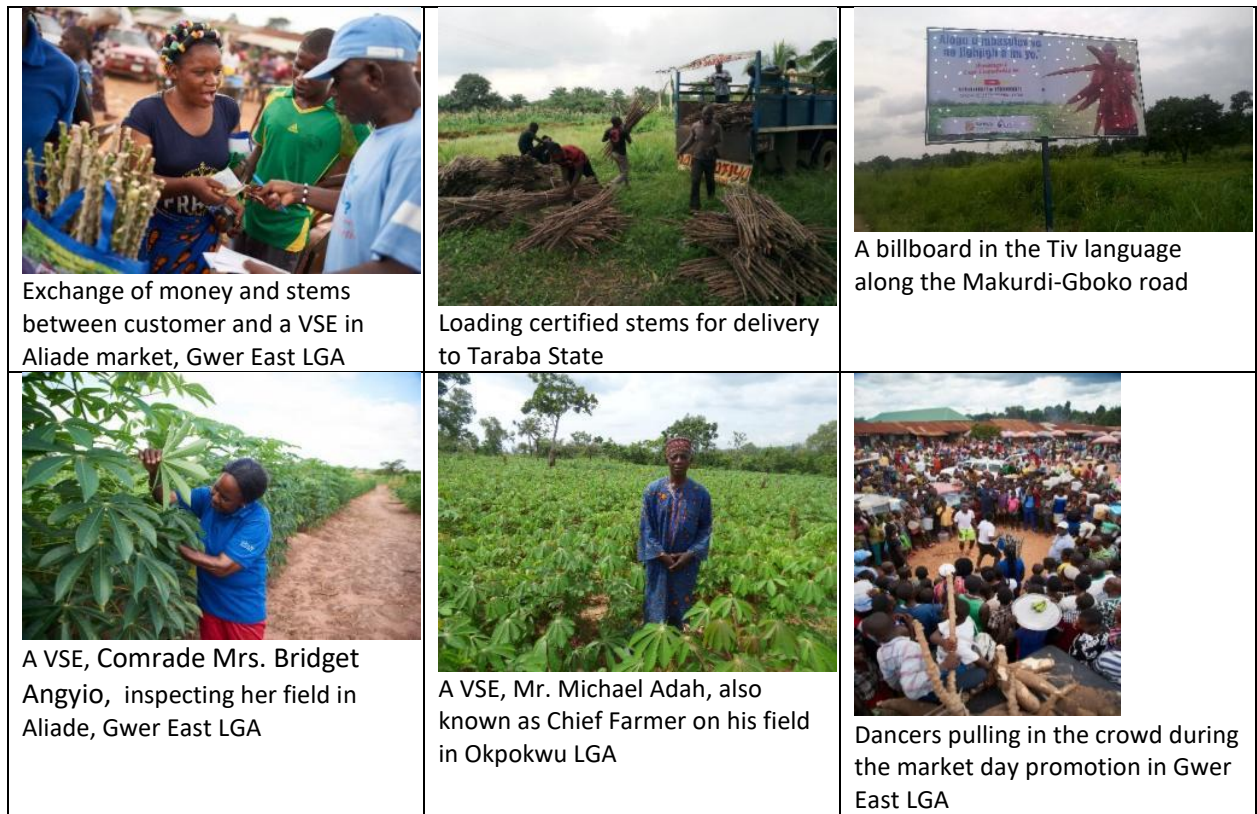 Exchange of money and stems
between customer and a VSE in
Aliade market, Gwer East LGA
Loading certified stems for delivery
to Taraba State
A billboard in the Tiv language
along the Makurdi-Gboko road
A VSE, Comrade Mrs. Bridget
Angyio, inspecting her field in
Aliade, Gwer East LGA
A VSE, Mr. Michael Adah, also
known as Chief Farmer on his field
in Okpokwu LGA
Dancers pulling in the crowd during
the market day promotion in Gwer
East LGA